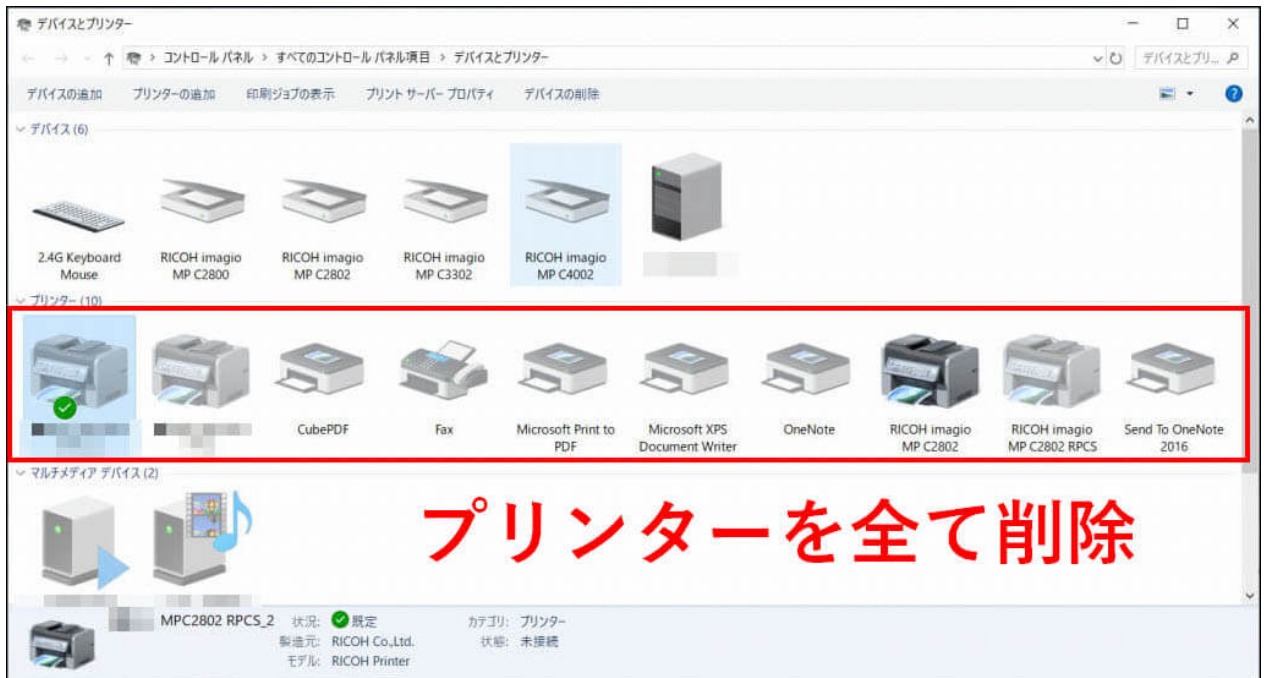 デバイスとプリンター
コントロール パネル › すべてのコントロール パネル項目 › デバイスとプリンター
デバイスとプリ...
デバイスの追加 プリンターの追加 印刷ジョブの表示 プリント サーバー プロパティ デバイスの削除
デバイス (6)
2.4G Keyboard
Mouse
RICOH imagio
MP C2800
RICOH imagio
MP C2802
RICOH imagio
MP C3302
RICOH imagio
MP C4002
プリンター (10)
CubePDF
Fax
Microsoft Print to
PDF
Microsoft XPS
Document Writer
OneNote
RICOH imagio
MP C2802
RICOH imagio
MP C2802 RPCS
Send To OneNote
2016
マルチメディア デバイス (2)
プリンターを全て削除
MPC2802 RPCS_2 状況: 既定 カテゴリ: プリンター
製造元: RICOH Co.,Ltd. 状態: 未接続
モデル: RICOH Printer